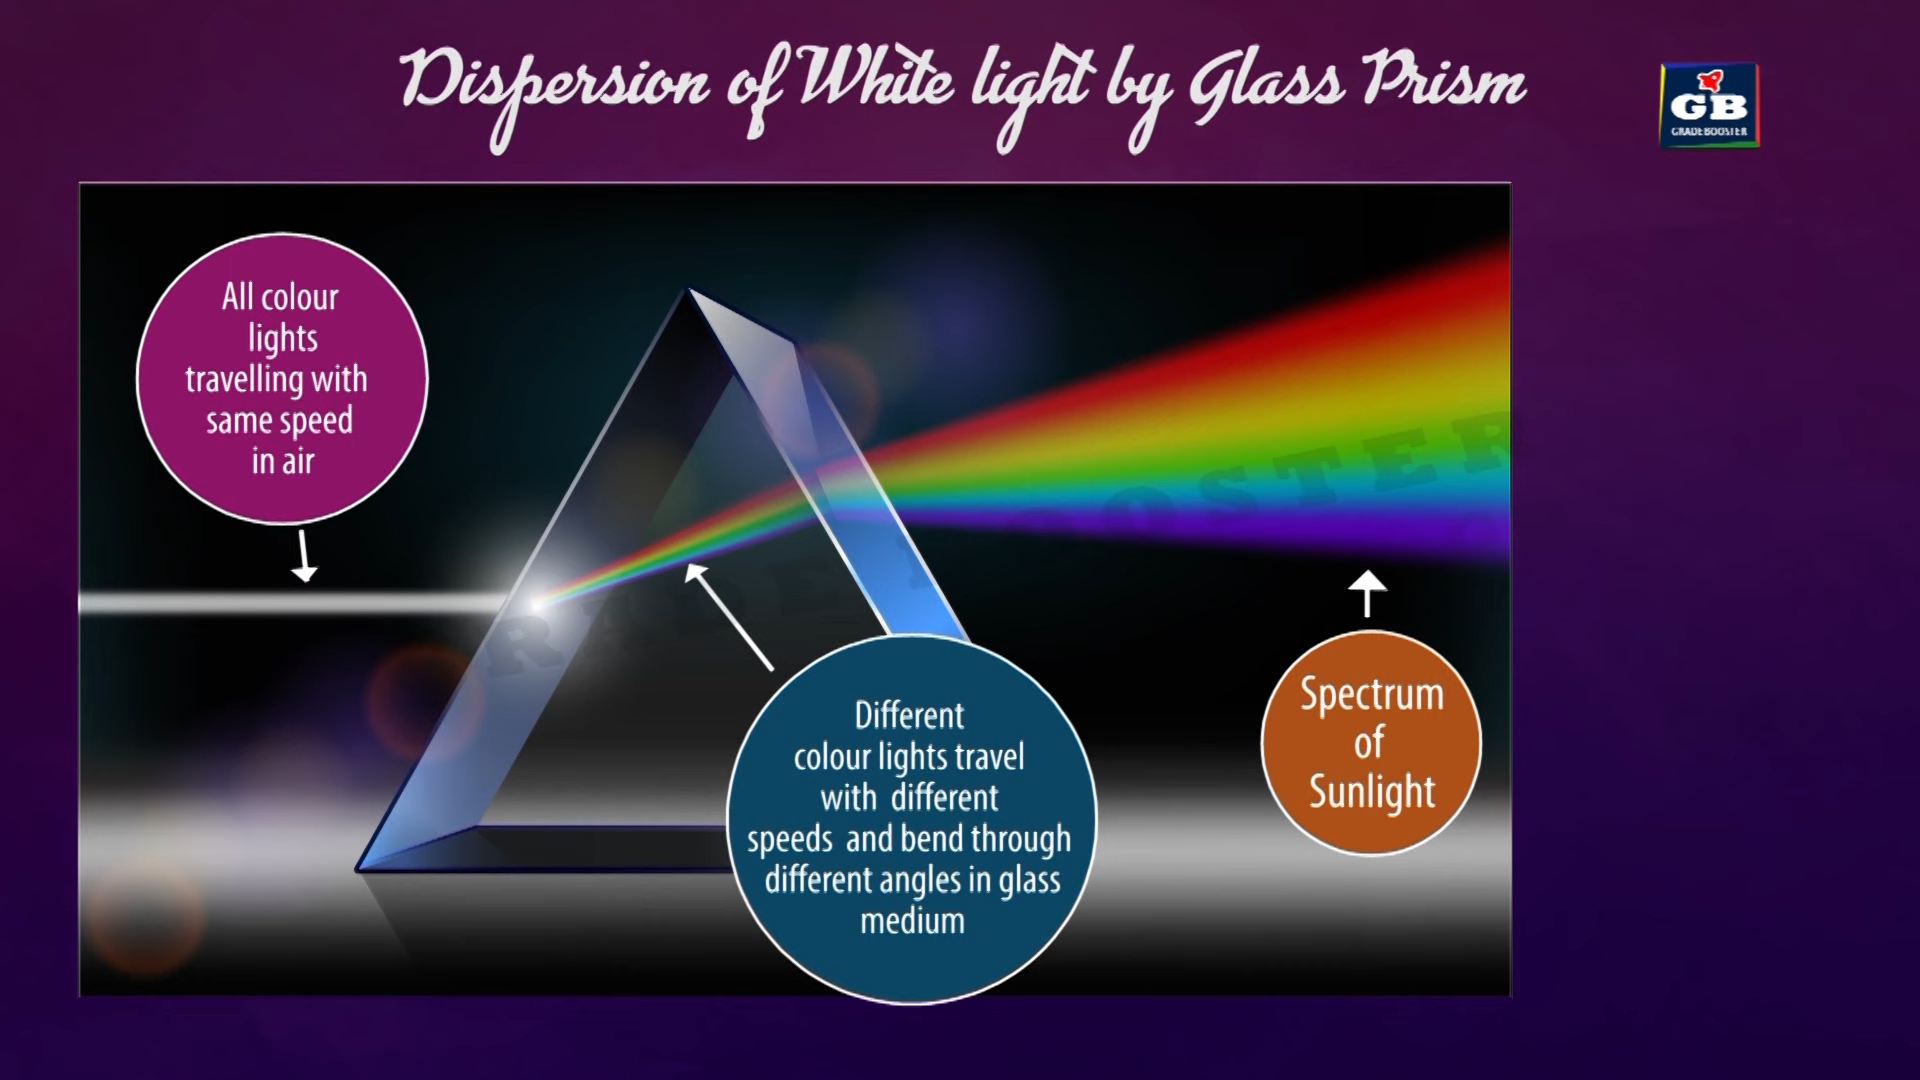 Dispersion of White light by Glass Prism
GB
GRADEBOOSTER
All colour
lights
travelling with
same speed
in air
Different
colour lights travel
with different
speeds and bend through
different angles in glass
medium
Spectrum
of
Sunlight